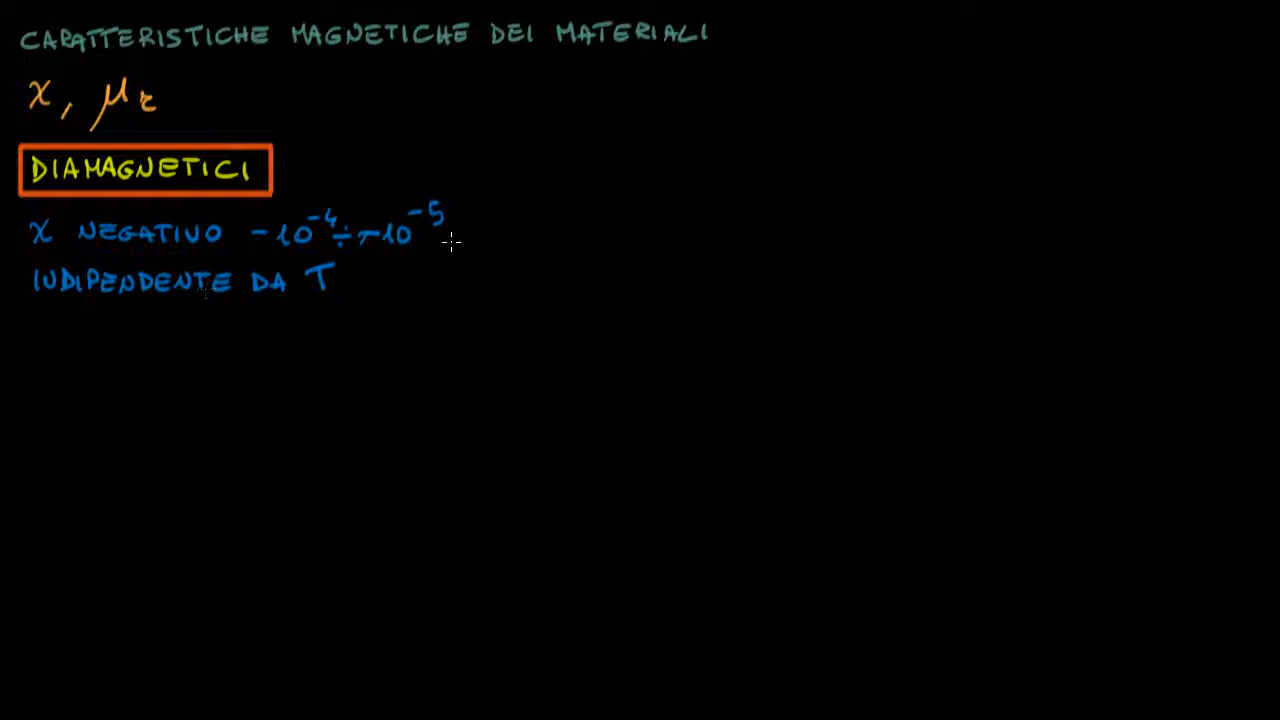 CARATTERISTICHE MAGNETICHE DEI MATERIALI
χ, μr
DIAMAGNETICI
χ NEGATIVO -10⁻⁴ ÷ -10⁻⁵
INDIPENDENTE DA T